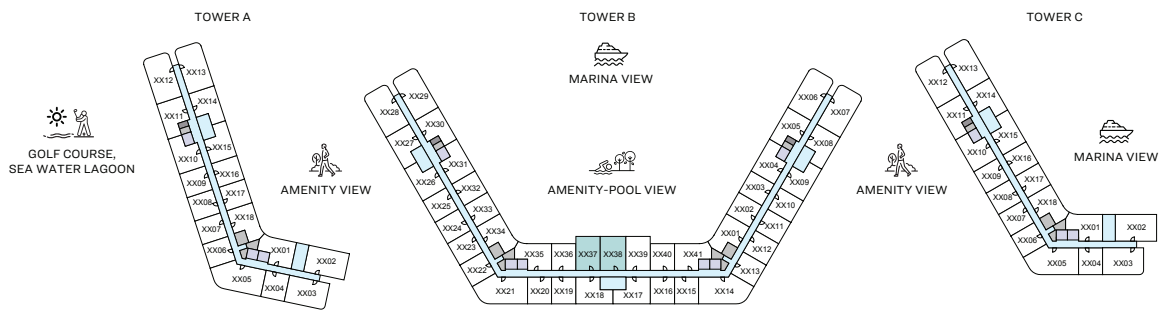 TOWER A
TOWER B
TOWER C
MARINA VIEW
GOLF COURSE,
SEA WATER LAGOON
AMENITY VIEW
AMENITY-POOL VIEW
AMENITY VIEW
MARINA VIEW
XX12
XX13
XX14
XX11
XX15
XX10
XX16
XX09
XX17
XX08
XX18
XX07
XX06
XX01
XX02
XX05
XX04
XX03
XX29
XX28
XX30
XX27
XX31
XX26
XX32
XX25
XX33
XX24
XX34
XX23
XX22
XX35
XX36
XX37
XX38
XX39
XX40
XX41
XX21
XX20
XX19
XX18
XX17
XX16
XX15
XX14
XX06
XX07
XX05
XX08
XX04
XX09
XX03
XX10
XX02
XX11
XX01
XX12
XX13
XX12
XX13
XX14
XX11
XX15
XX10
XX16
XX09
XX17
XX08
XX18
XX07
XX06
XX01
XX02
XX05
XX04
XX03